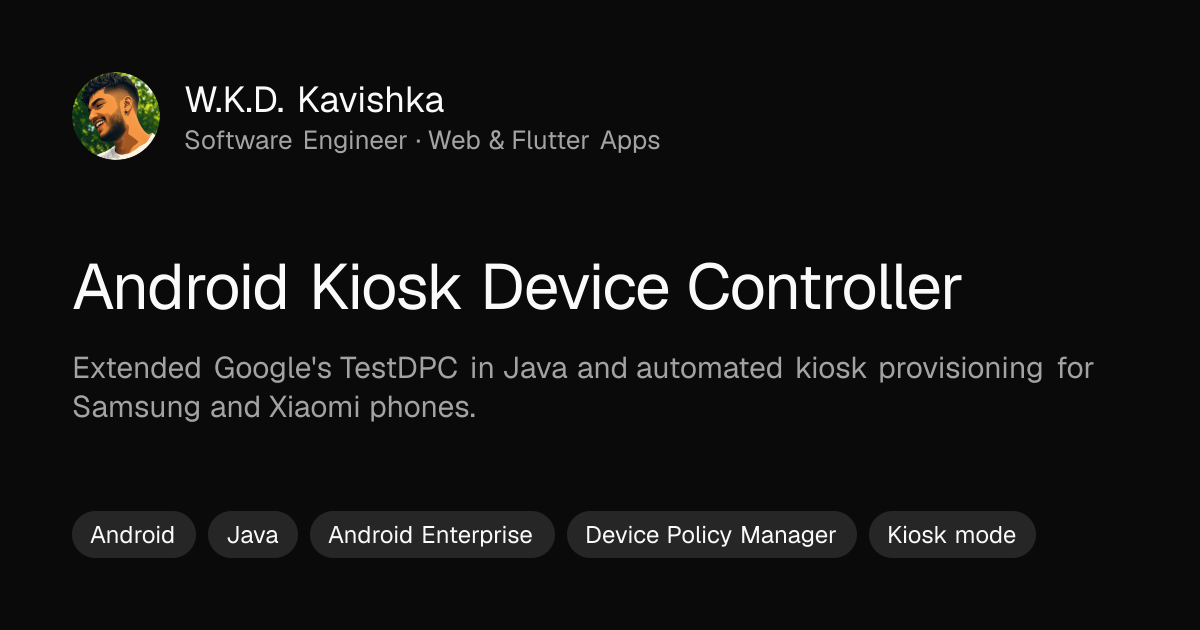 W.K.D. Kavishka
Software Engineer · Web & Flutter Apps
Android Kiosk Device Controller
Extended Google's TestDPC in Java and automated kiosk provisioning for
Samsung and Xiaomi phones.
Android
Java
Android Enterprise
Device Policy Manager
Kiosk mode